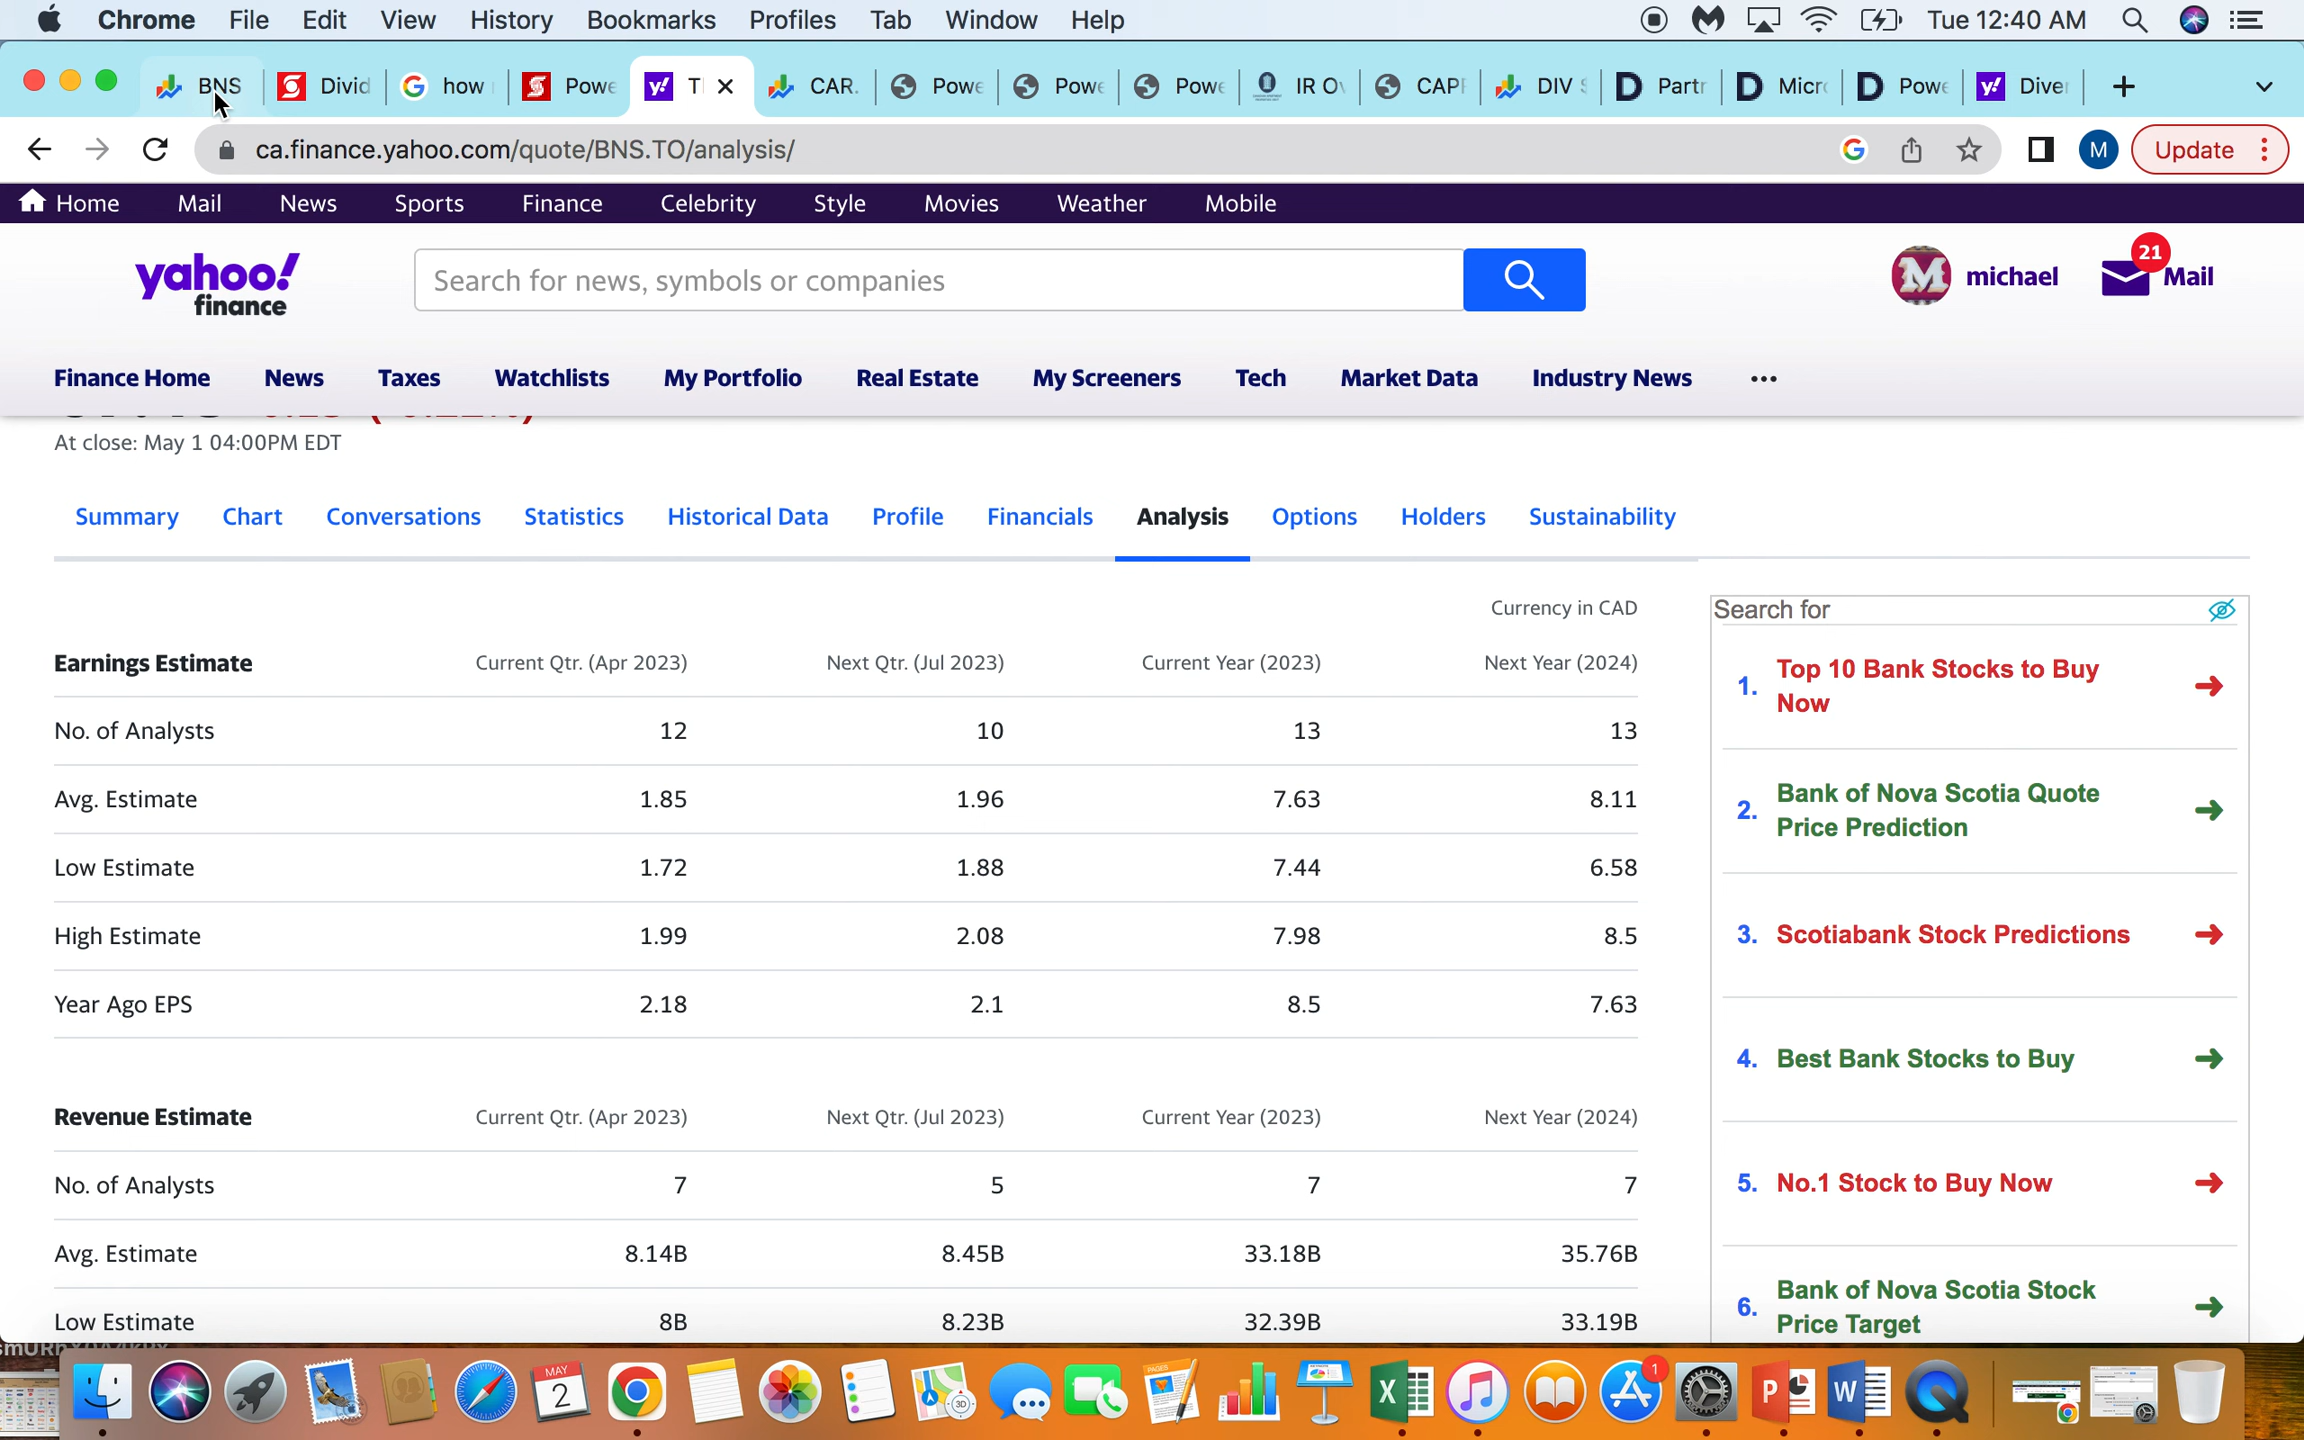 Chrome File Edit View History Bookmarks Profiles Tab Window Help Tue 12:40 AM
BNS Divid how Powe CAR. Powe Powe Powe IR Ov CAPI DIV S Partn Micro Powe Diver
ca.finance.yahoo.com/quote/BNS.TO/analysis/ M Update
Home Mail News Sports Finance Celebrity Style Movies Weather Mobile
yahoo!
finance
Search for news, symbols or companies
M michael 21 Mail
Finance Home News Taxes Watchlists My Portfolio Real Estate My Screeners Tech Market Data Industry News ...
At close: May 1 04:00PM EDT
Summary Chart Conversations Statistics Historical Data Profile Financials Analysis Options Holders Sustainability
Currency in CAD
Earnings Estimate Current Qtr. (Apr 2023) Next Qtr. (Jul 2023) Current Year (2023) Next Year (2024)
No. of Analysts 12 10 13 13
Avg. Estimate 1.85 1.96 7.63 8.11
Low Estimate 1.72 1.88 7.44 6.58
High Estimate 1.99 2.08 7.98 8.5
Year Ago EPS 2.18 2.1 8.5 7.63
Revenue Estimate Current Qtr. (Apr 2023) Next Qtr. (Jul 2023) Current Year (2023) Next Year (2024)
No. of Analysts 7 5 7 7
Avg. Estimate 8.14B 8.45B 33.18B 35.76B
Low Estimate 8B 8.23B 32.39B 33.19B
Search for
1. Top 10 Bank Stocks to Buy
Now
2. Bank of Nova Scotia Quote
Price Prediction
3. Scotiabank Stock Predictions
4. Best Bank Stocks to Buy
5. No.1 Stock to Buy Now
6. Bank of Nova Scotia Stock
Price Target
MAY
2
PAGES
3D
X
1
P
W